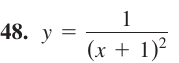 48. y = 1/(x + 1)²